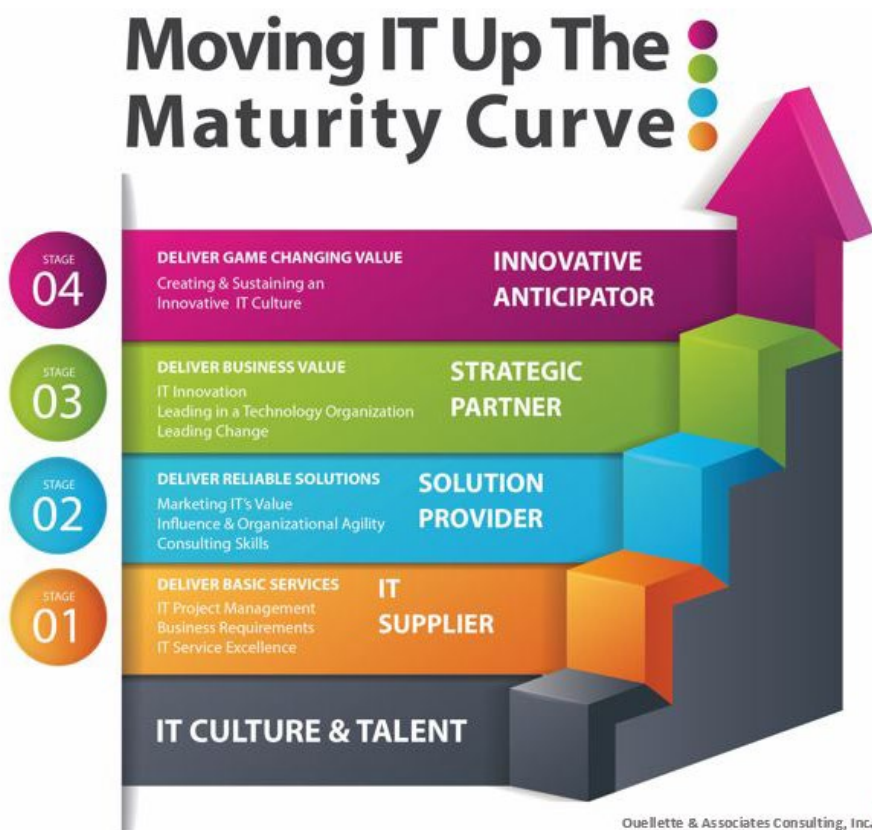 Moving IT Up The
Maturity Curve
STAGE
04
DELIVER GAME CHANGING VALUE
Creating & Sustaining an
Innovative IT Culture
INNOVATIVE
ANTICIPATOR
STAGE
03
DELIVER BUSINESS VALUE
IT Innovation
Leading in a Technology Organization
Leading Change
STRATEGIC
PARTNER
STAGE
02
DELIVER RELIABLE SOLUTIONS
Marketing IT's Value
Influence & Organizational Agility
Consulting Skills
SOLUTION
PROVIDER
STAGE
01
DELIVER BASIC SERVICES
IT Project Management
Business Requirements
IT Service Excellence
IT
SUPPLIER
IT CULTURE & TALENT
Ouellette & Associates Consulting, Inc.